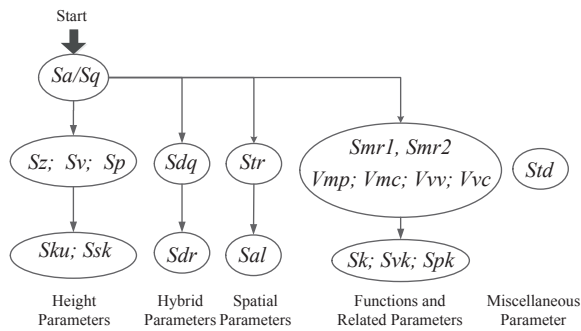 Start
Sa/Sq
Sz; Sv; Sp
Sdq
Str
Smr1, Smr2
Vmp; Vmc; Vvv; Vvc
Std
Sku; Ssk
Sdr
Sal
Sk; Svk; Spk
Height
Parameters
Hybrid
Parameters
Spatial
Parameters
Functions and
Related Parameters
Miscellaneous
Parameter